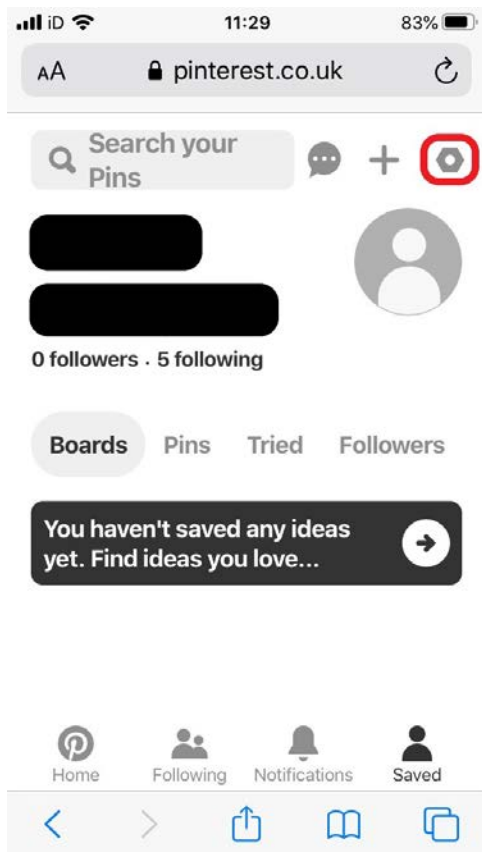 iD 11:29 83%
AA pinterest.co.uk
Search your
Pins
0 followers . 5 following
Boards Pins Tried Followers
You haven't saved any ideas
yet. Find ideas you love...
Home Following Notifications Saved